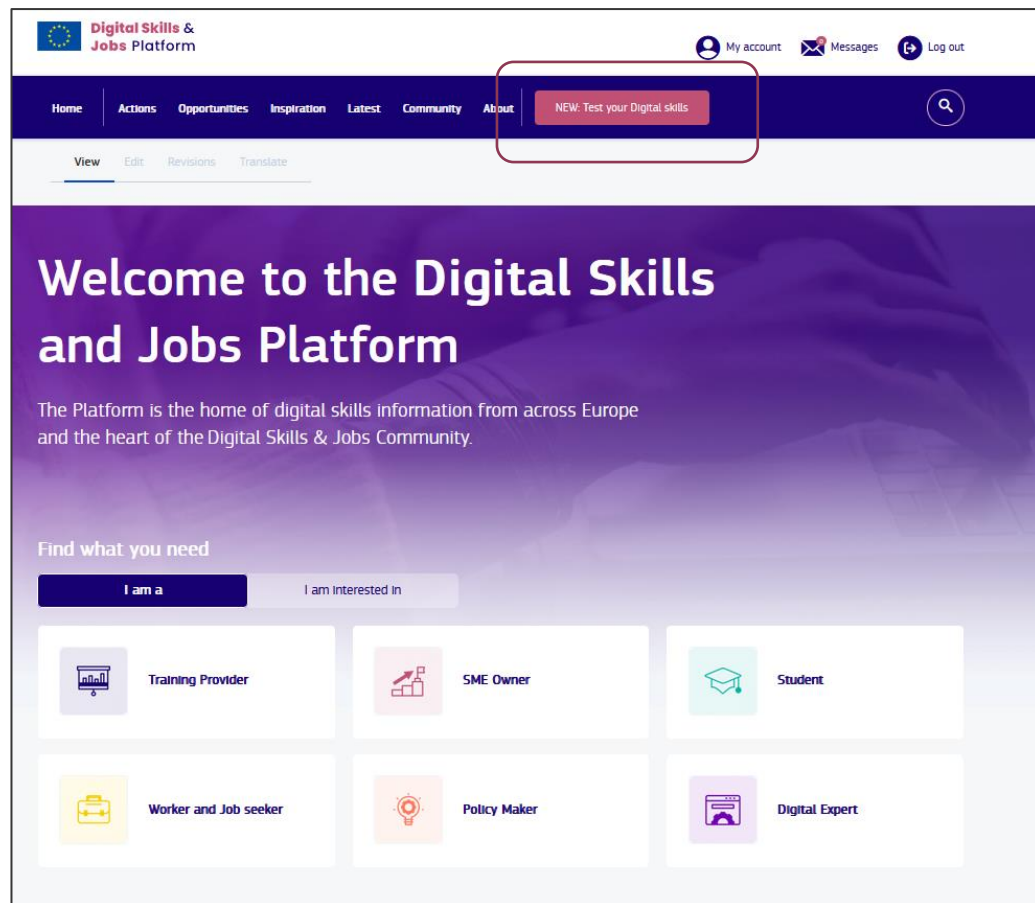 Digital Skills &
Jobs Platform
My account
Messages
Log out
Home Actions Opportunities Inspiration Latest Community About NEW: Test your Digital skills
View Edit Revisions Translate
Welcome to the Digital Skills
and Jobs Platform
The Platform is the home of digital skills information from across Europe
and the heart of the Digital Skills & Jobs Community.
Find what you need
I am a
I am interested in
Training Provider
SME Owner
Student
Worker and Job seeker
Policy Maker
Digital Expert